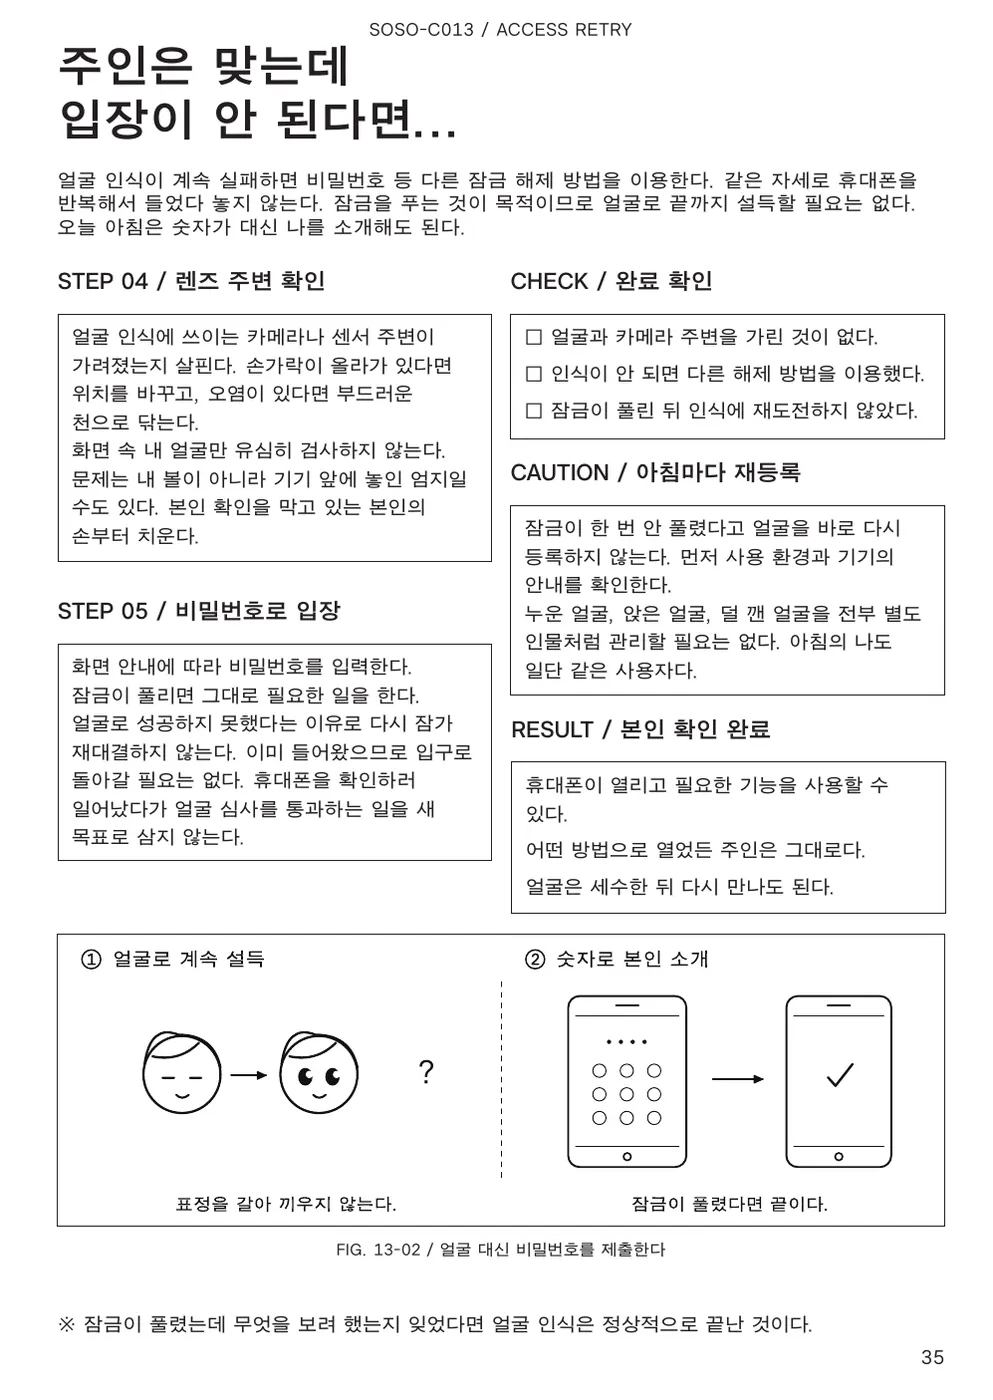 SOSO-C013 / ACCESS RETRY
주인은 맞는데
입장이 안 된다면...
얼굴 인식이 계속 실패하면 비밀번호 등 다른 잠금 해제 방법을 이용한다. 같은 자세로 휴대폰을
반복해서 들었다 놓지 않는다. 잠금을 푸는 것이 목적이므로 얼굴로 끝까지 설득할 필요는 없다.
오늘 아침은 숫자가 대신 나를 소개해도 된다.
STEP 04 / 렌즈 주변 확인
얼굴 인식에 쓰이는 카메라나 센서 주변이
가려졌는지 살핀다. 손가락이 올라가 있다면
위치를 바꾸고, 오염이 있다면 부드러운
천으로 닦는다.
화면 속 내 얼굴만 유심히 검사하지 않는다.
문제는 내 볼이 아니라 기기 앞에 놓인 엄지일
수도 있다. 본인 확인을 막고 있는 본인의
손부터 치운다.
STEP 05 / 비밀번호로 입장
화면 안내에 따라 비밀번호를 입력한다.
잠금이 풀리면 그대로 필요한 일을 한다.
얼굴로 성공하지 못했다는 이유로 다시 잠가
재대결하지 않는다. 이미 들어왔으므로 입구로
돌아갈 필요는 없다. 휴대폰을 확인하러
일어났다가 얼굴 심사를 통과하는 일을 새
목표로 삼지 않는다.
CHECK / 완료 확인
□ 얼굴과 카메라 주변을 가린 것이 없다.
□ 인식이 안 되면 다른 해제 방법을 이용했다.
□ 잠금이 풀린 뒤 인식에 재도전하지 않았다.
CAUTION / 아침마다 재등록
잠금이 한 번 안 풀렸다고 얼굴을 바로 다시
등록하지 않는다. 먼저 사용 환경과 기기의
안내를 확인한다.
누운 얼굴, 앉은 얼굴, 덜 깬 얼굴을 전부 별도
인물처럼 관리할 필요는 없다. 아침의 나도
일단 같은 사용자다.
RESULT / 본인 확인 완료
휴대폰이 열리고 필요한 기능을 사용할 수
있다.
어떤 방법으로 열었든 주인은 그대로다.
얼굴은 세수한 뒤 다시 만나도 된다.
① 얼굴로 계속 설득
?
표정을 갈아 끼우지 않는다.
② 숫자로 본인 소개
잠금이 풀렸다면 끝이다.
FIG. 13-02 / 얼굴 대신 비밀번호를 제출한다
※ 잠금이 풀렸는데 무엇을 보려 했는지 잊었다면 얼굴 인식은 정상적으로 끝난 것이다.
35